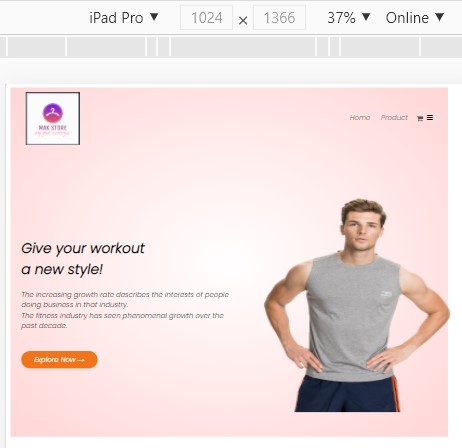 iPad Pro ▼ 1024 × 1366 37% ▼ Online ▼
MAK STORE
Home Product
Give your workout
a new style!
The increasing growth rate describes the interests of people
doing business in that industry.
The fitness industry has seen phenomenal growth over the
past decade.
Explore Now →